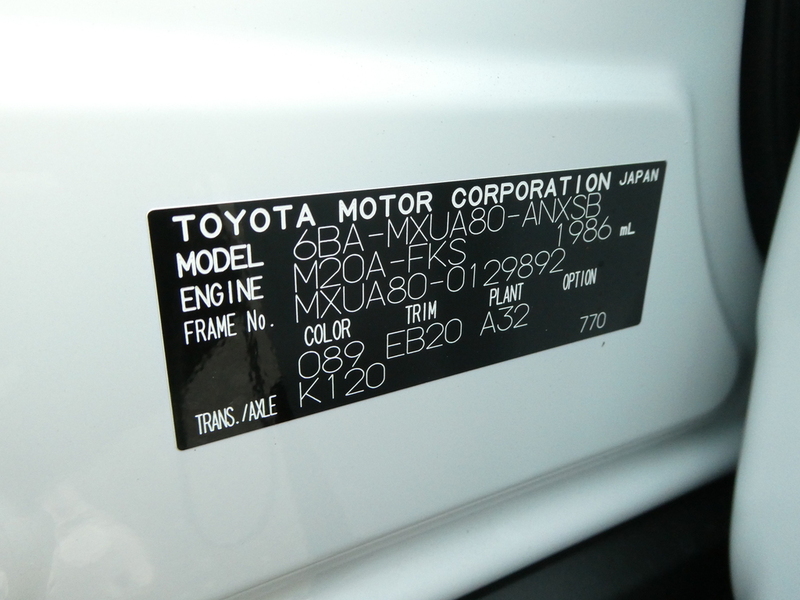 TOYOTA MOTOR CORPORATION JAPAN
MODEL 6BA-MXUA80-ANXSB
ENGINE M20A-FKS 1986 mL
FRAME No. MXUA80-0129892
COLOR TRIM PLANT OPTION
089 EB20 A32 770
TRANS./AXLE K120